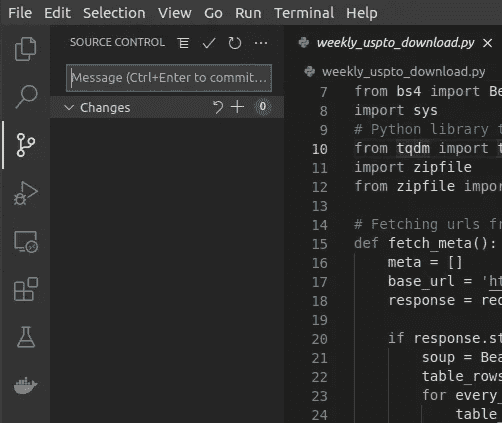 File Edit Selection View Go Run Terminal Help
SOURCE CONTROL
Message (Ctrl+Enter to commit...
Changes 0
weekly_uspto_download.py
weekly_uspto_download.py
7 from bs4 import Be
8 import sys
9 # Python library t
10 from tqdm import t
11 import zipfile
12 from zipfile impor
13
14 # Fetching urls fr
15 def fetch_meta():
16 meta = []
17 base_url = 'ht
18 response = req
19
20 if response.st
21 soup = Bea
22 table_rows
23 for every_
24 table_